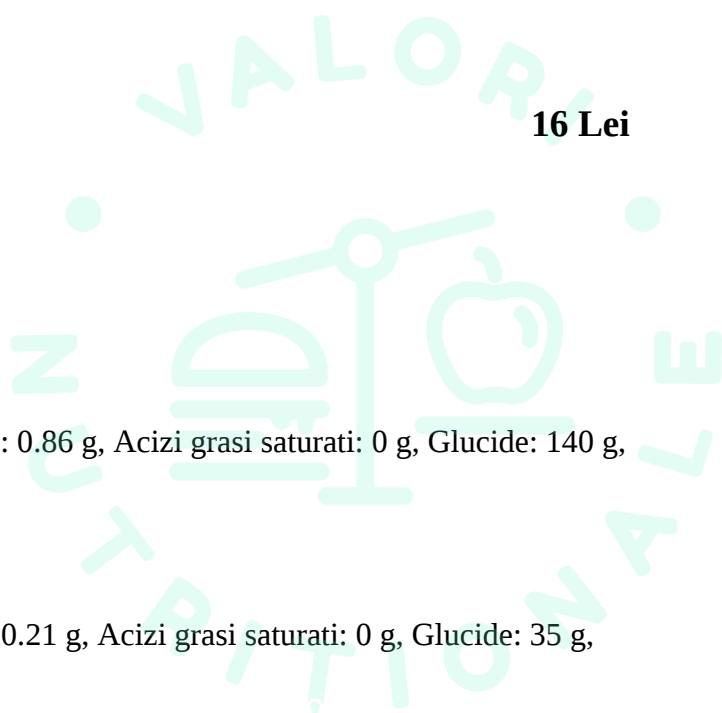 VALORI
16 Lei
: 0.86 g, Acizi grasi saturati: 0 g, Glucide: 140 g,
0.21 g, Acizi grasi saturati: 0 g, Glucide: 35 g,
NUTRITIONALE